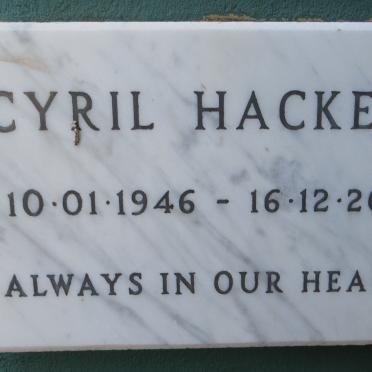 CYRIL HACKE
10·01·1946 - 16·12·20
ALWAYS IN OUR HEA